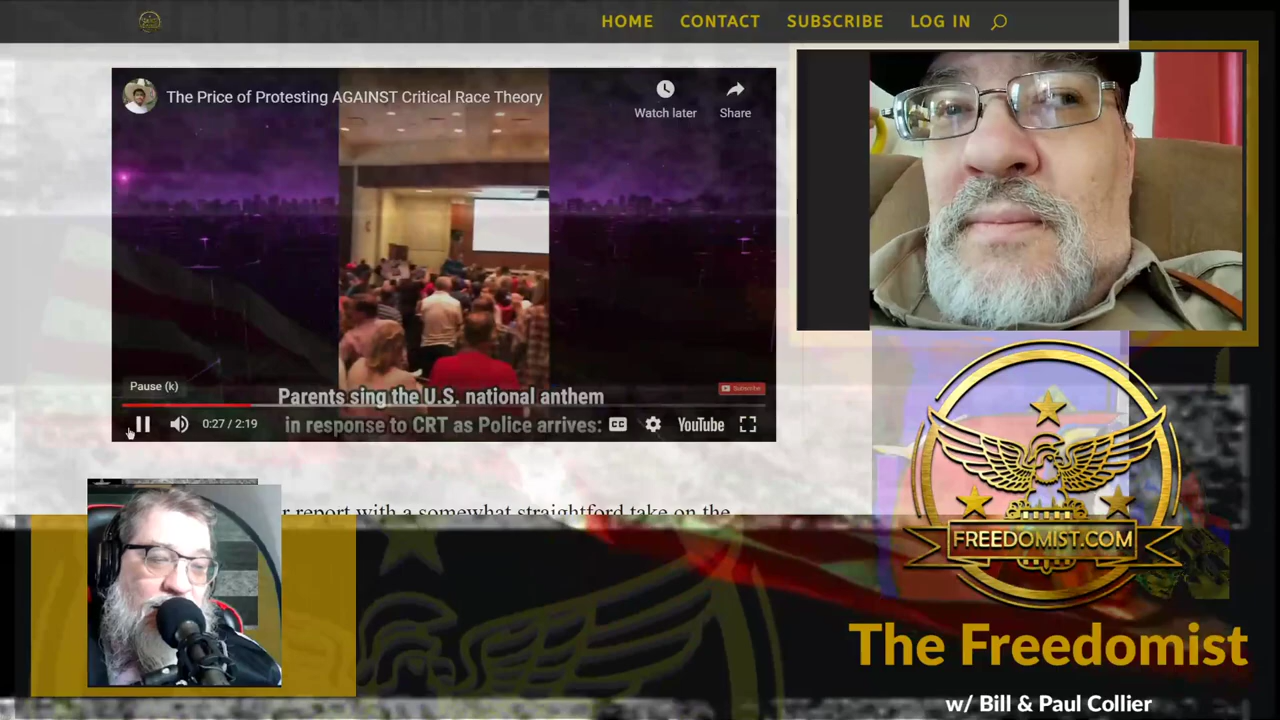 HOME CONTACT SUBSCRIBE LOG IN
The Price of Protesting AGAINST Critical Race Theory
Watch later
Share
Pause (k)
Subscribe
Parents sing the U.S. national anthem
in response to CRT as Police arrives:
0:27 / 2:19
CC
YouTube
r report with a somewhat straightford take on the
FREEDOMIST.COM
The Freedomist
w/ Bill & Paul Collier